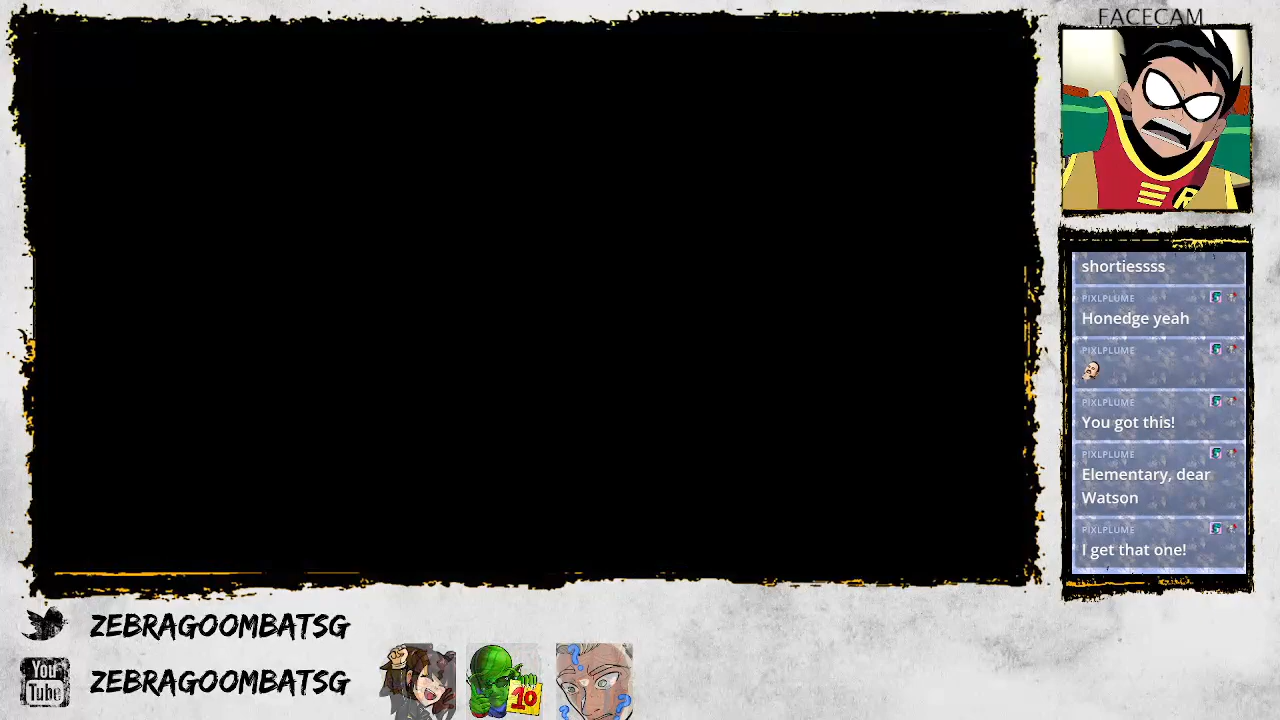 FACECAM
shortiessss
PIXLPLUME
Honedge yeah
PIXLPLUME
PIXLPLUME
You got this!
PIXLPLUME
Elementary, dear
Watson
PIXLPLUME
I get that one!
ZEBRAGOOMBATSG
You
Tube
ZEBRAGOOMBATSG
10
R